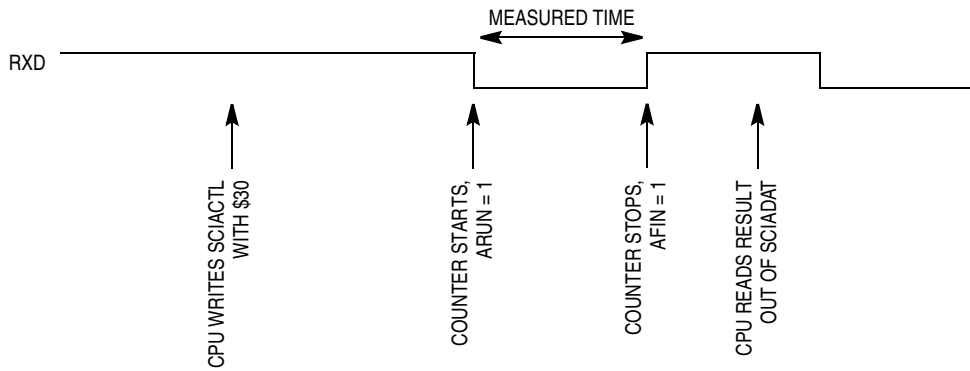 MEASURED TIME
RXD
CPU WRITES SCIACTL
WITH $30
COUNTER STARTS,
ARUN = 1
COUNTER STOPS,
AFIN = 1
CPU READS RESULT
OUT OF SCIADAT